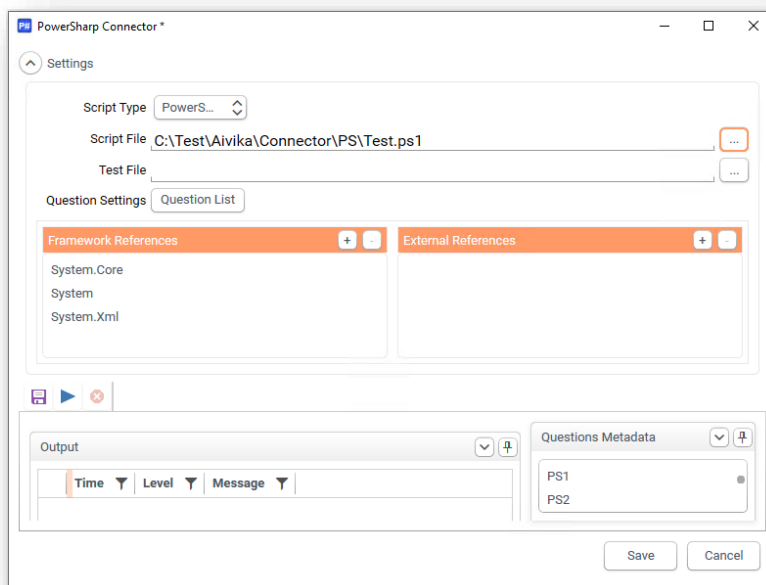 P# PowerSharp Connector *
Settings
Script Type PowerS...
Script File C:\Test\Aivika\Connector\PS\Test.ps1 ...
Test File ...
Question Settings Question List
Framework References + - External References + -
System.Core
System
System.Xml
Output
Questions Metadata
Time Level Message
PS1
PS2
Save Cancel